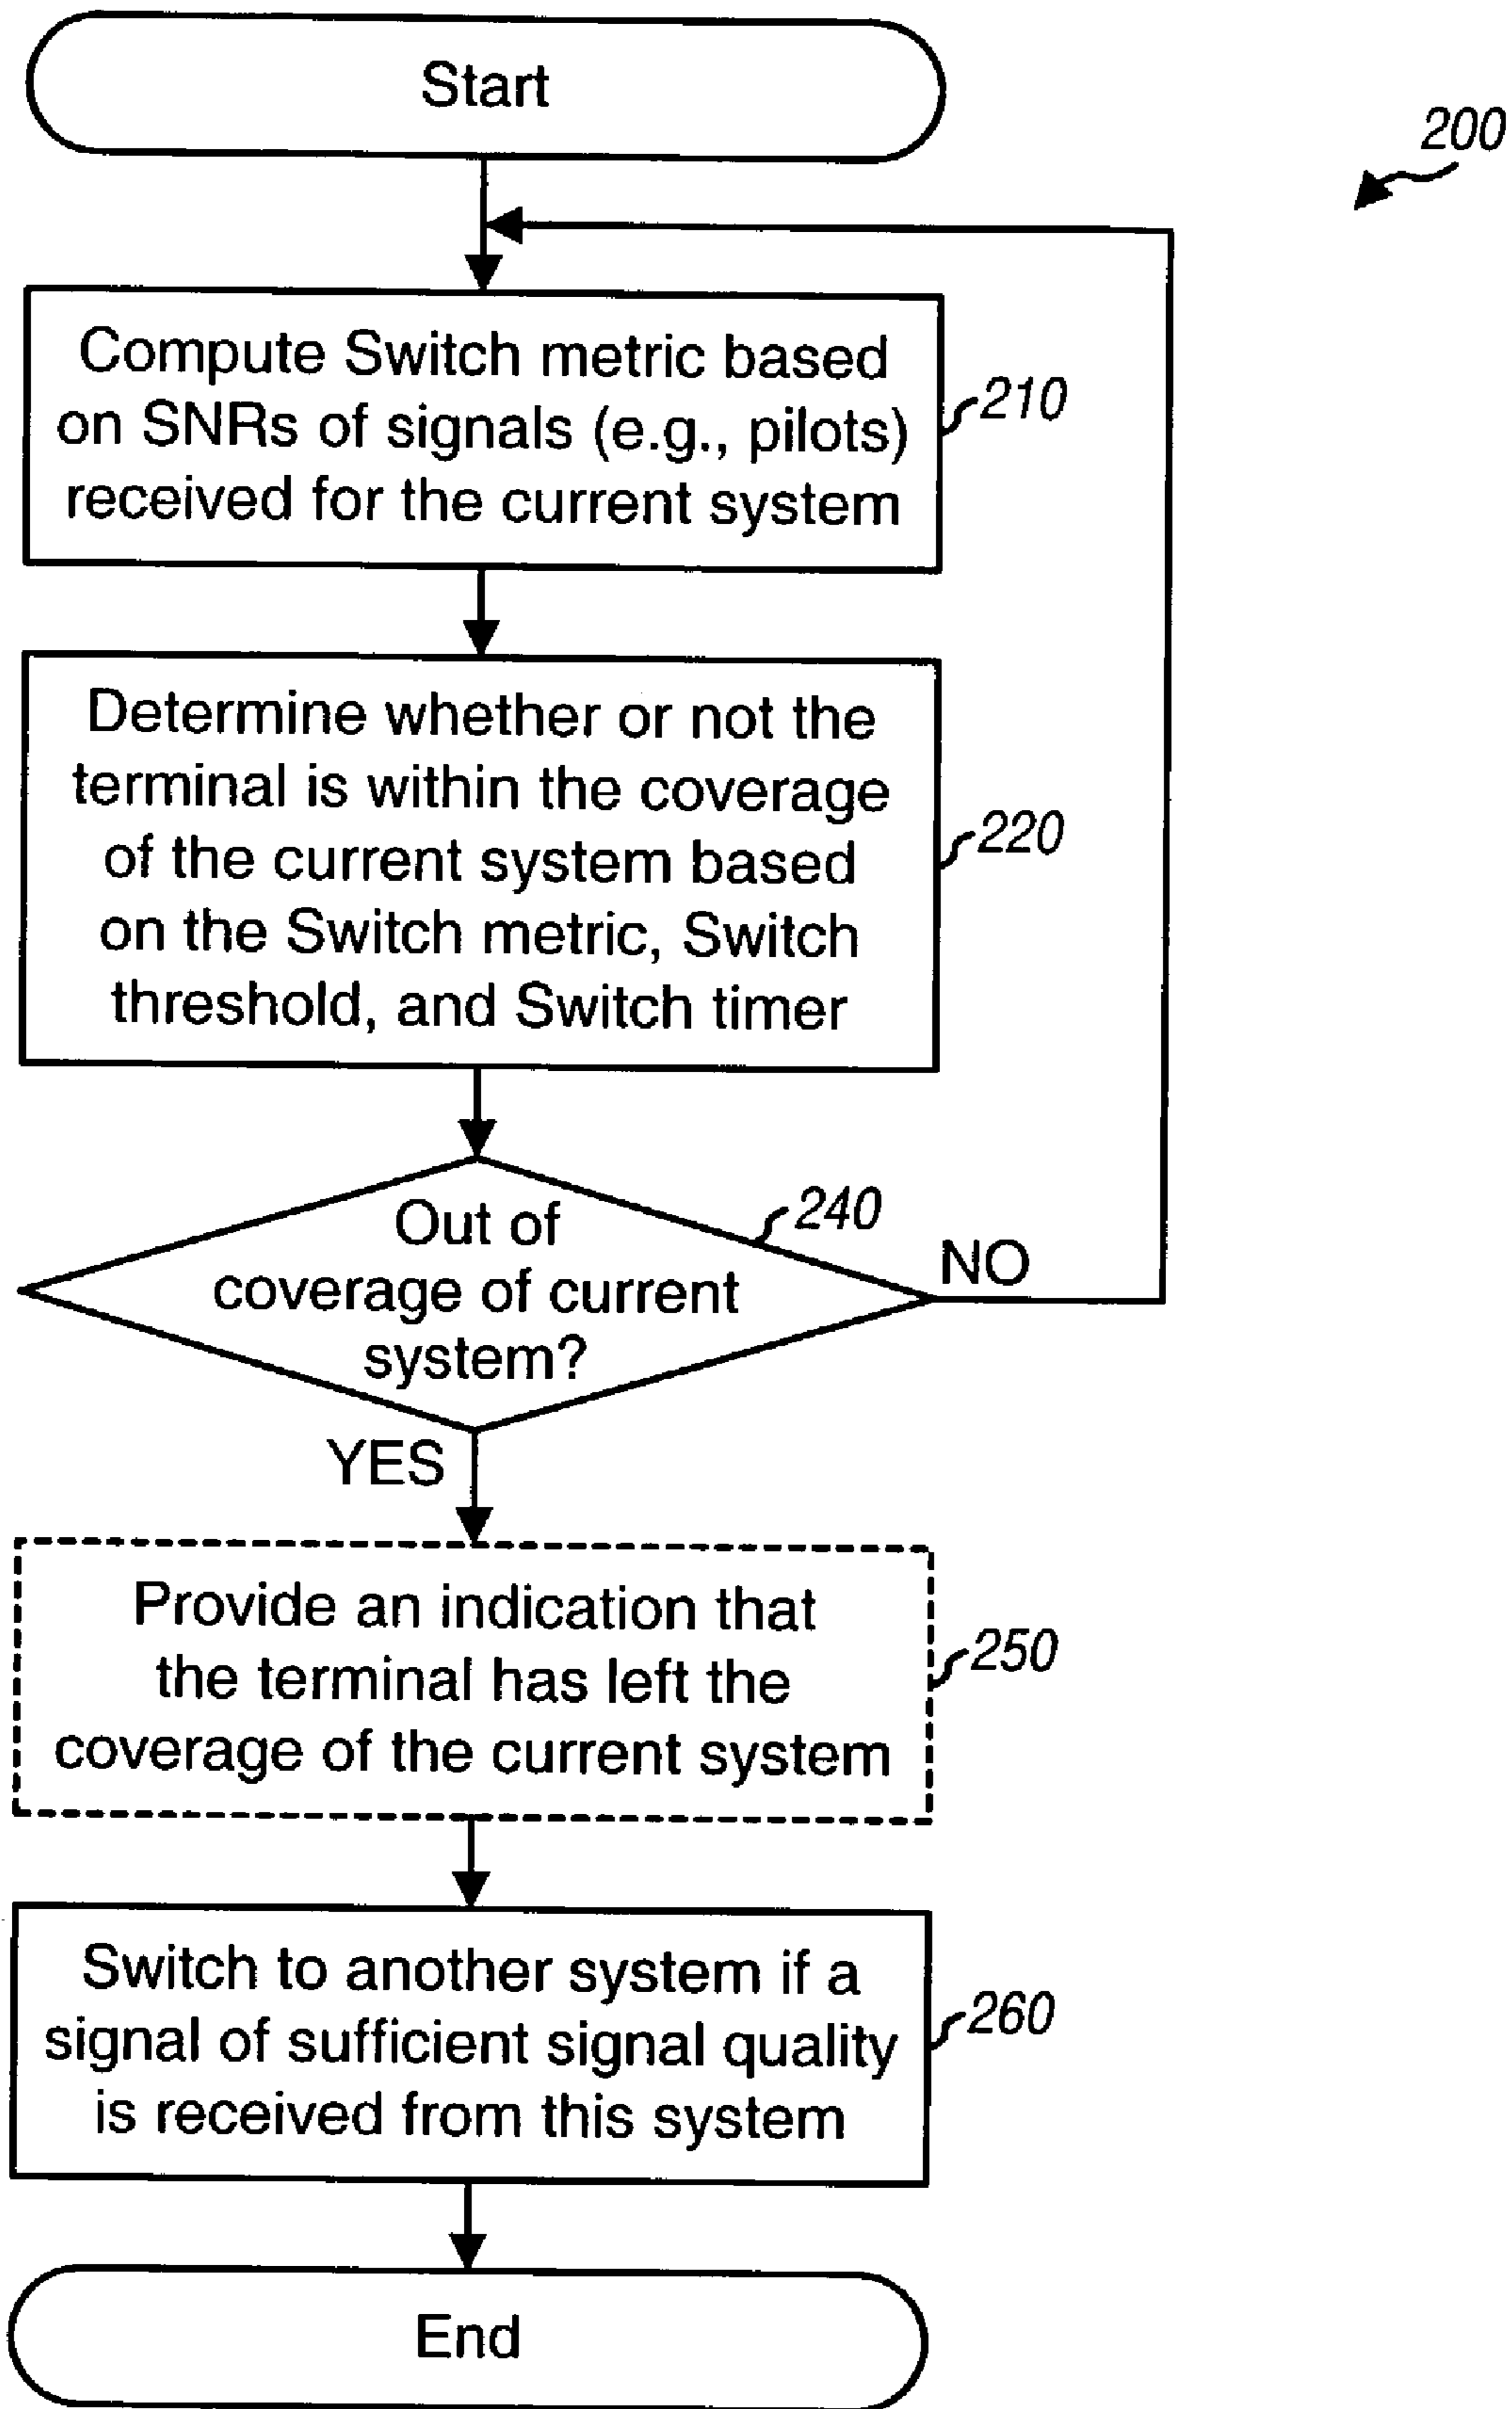 Start
200
Compute Switch metric based
on SNRs of signals (e.g., pilots)
received for the current system
210
Determine whether or not the
terminal is within the coverage
of the current system based
on the Switch metric, Switch
threshold, and Switch timer
220
Out of
coverage of current
system?
240
NO
YES
Provide an indication that
the terminal has left the
coverage of the current system
250
Switch to another system if a
signal of sufficient signal quality
is received from this system
260
End